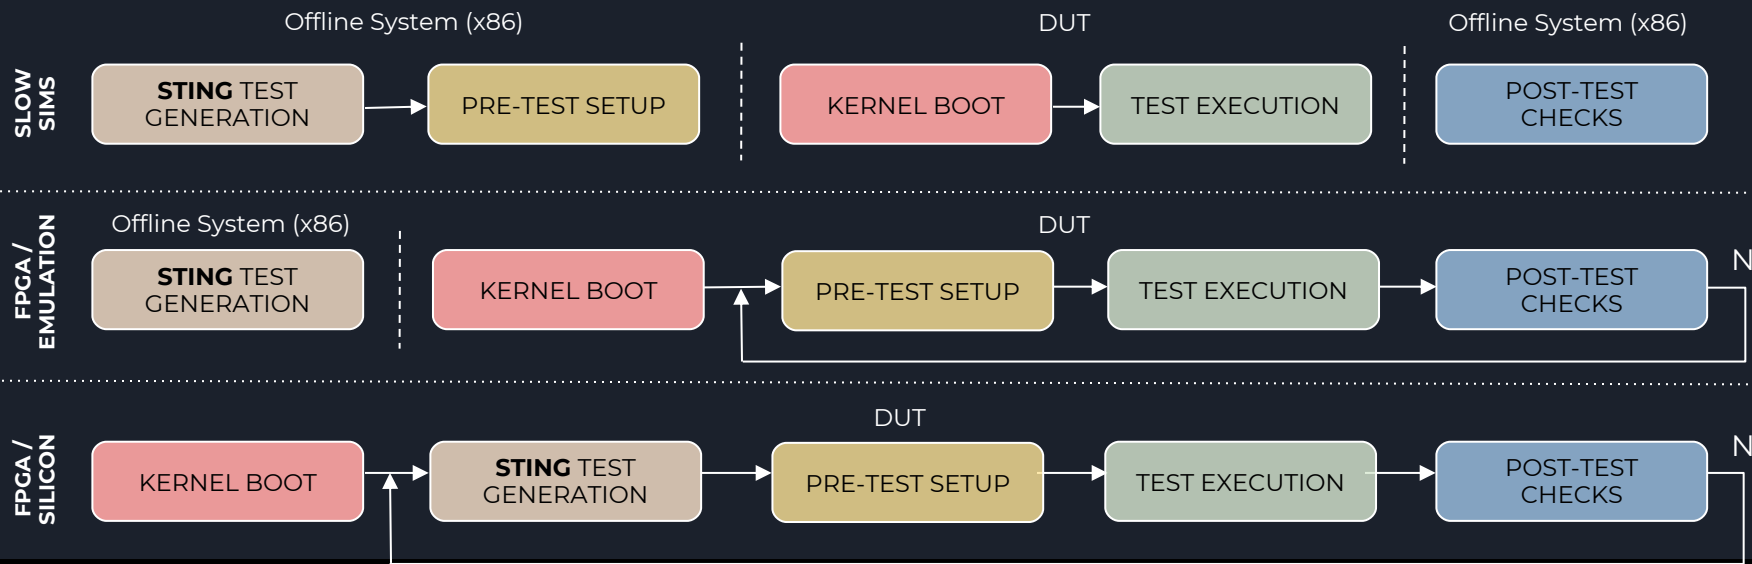 Offline System (x86)
DUT
Offline System (x86)
SLOW
SIMS
STING TEST
GENERATION
PRE-TEST SETUP
KERNEL BOOT
TEST EXECUTION
POST-TEST
CHECKS
Offline System (x86)
DUT
FPGA /
EMULATION
STING TEST
GENERATION
KERNEL BOOT
PRE-TEST SETUP
TEST EXECUTION
POST-TEST
CHECKS
N
DUT
FPGA /
SILICON
KERNEL BOOT
STING TEST
GENERATION
PRE-TEST SETUP
TEST EXECUTION
POST-TEST
CHECKS
N